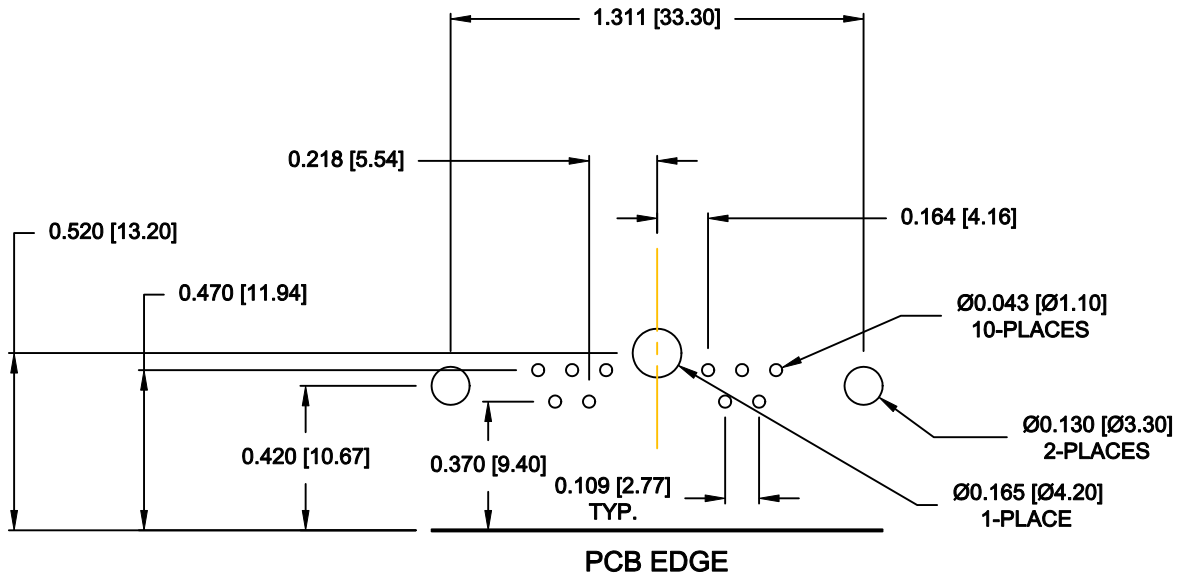 1.311 [33.30]
0.218 [5.54]
0.164 [4.16]
0.520 [13.20]
0.470 [11.94]
Ø0.043 [Ø1.10]
10-PLACES
0.420 [10.67]
0.370 [9.40]
0.109 [2.77]
TYP.
Ø0.130 [Ø3.30]
2-PLACES
Ø0.165 [Ø4.20]
1-PLACE
PCB EDGE